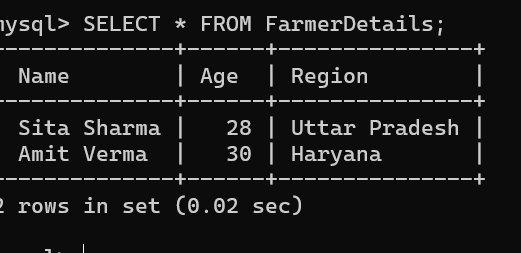 mysql> SELECT * FROM FarmerDetails;
--------------+------+----------------+
Name | Age | Region |
--------------+------+----------------+
Sita Sharma | 28 | Uttar Pradesh |
Amit Verma | 30 | Haryana |
--------------+------+----------------+
2 rows in set (0.02 sec)